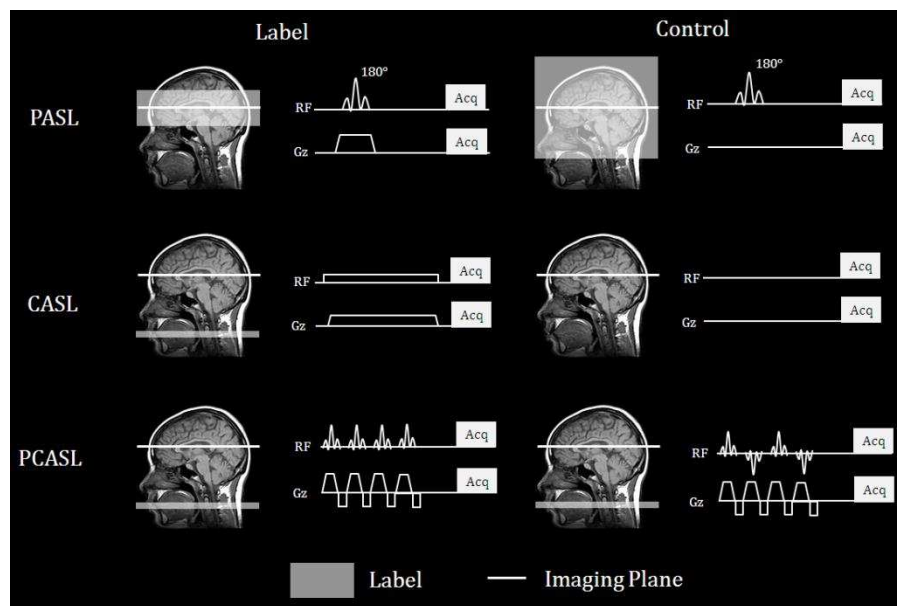 Label
Control
PASL
180°
RF
Acq
Gz
Acq
180°
RF
Acq
Gz
Acq
CASL
RF
Acq
Gz
Acq
RF
Acq
Gz
Acq
PCASL
RF
Acq
Gz
Acq
RF
Acq
Gz
Acq
Label
Imaging Plane